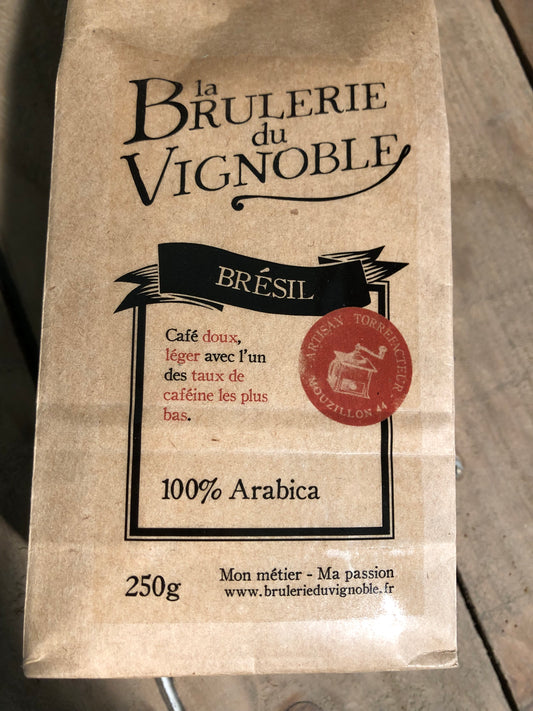 la
BRULERIE
du
VIGNOBLE
BRÉSIL
Café doux,
léger avec l'un
des taux de
caféine les plus
bas.
ARTISAN TORREFACTEUR
MOUZILLON 44
100% Arabica
250g
Mon métier - Ma passion
www.brulerieduvignoble.fr